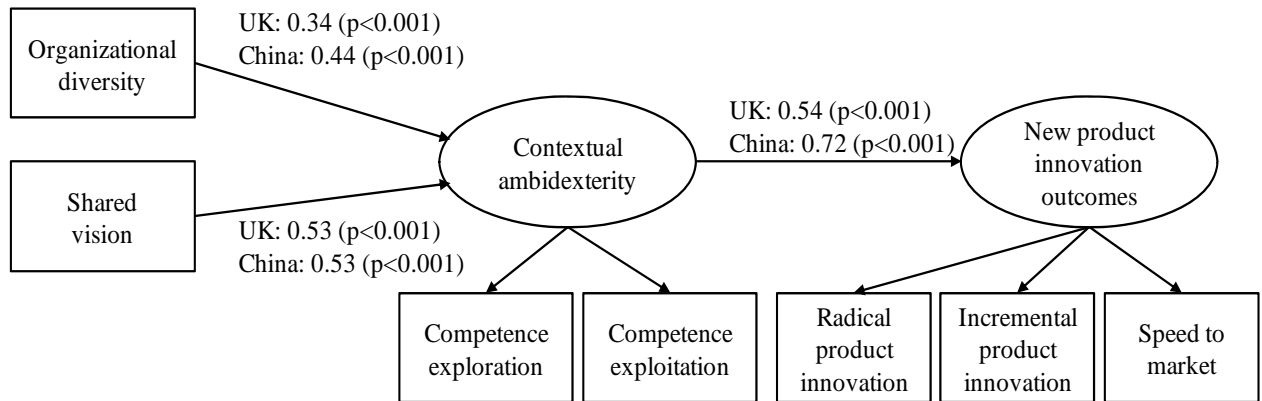 Organizational
diversity
UK: 0.34 (p<0.001)
China: 0.44 (p<0.001)
Shared
vision
UK: 0.53 (p<0.001)
China: 0.53 (p<0.001)
Contextual
ambidexterity
UK: 0.54 (p<0.001)
China: 0.72 (p<0.001)
New product
innovation
outcomes
Competence
exploration
Competence
exploitation
Radical
product
innovation
Incremental
product
innovation
Speed to
market